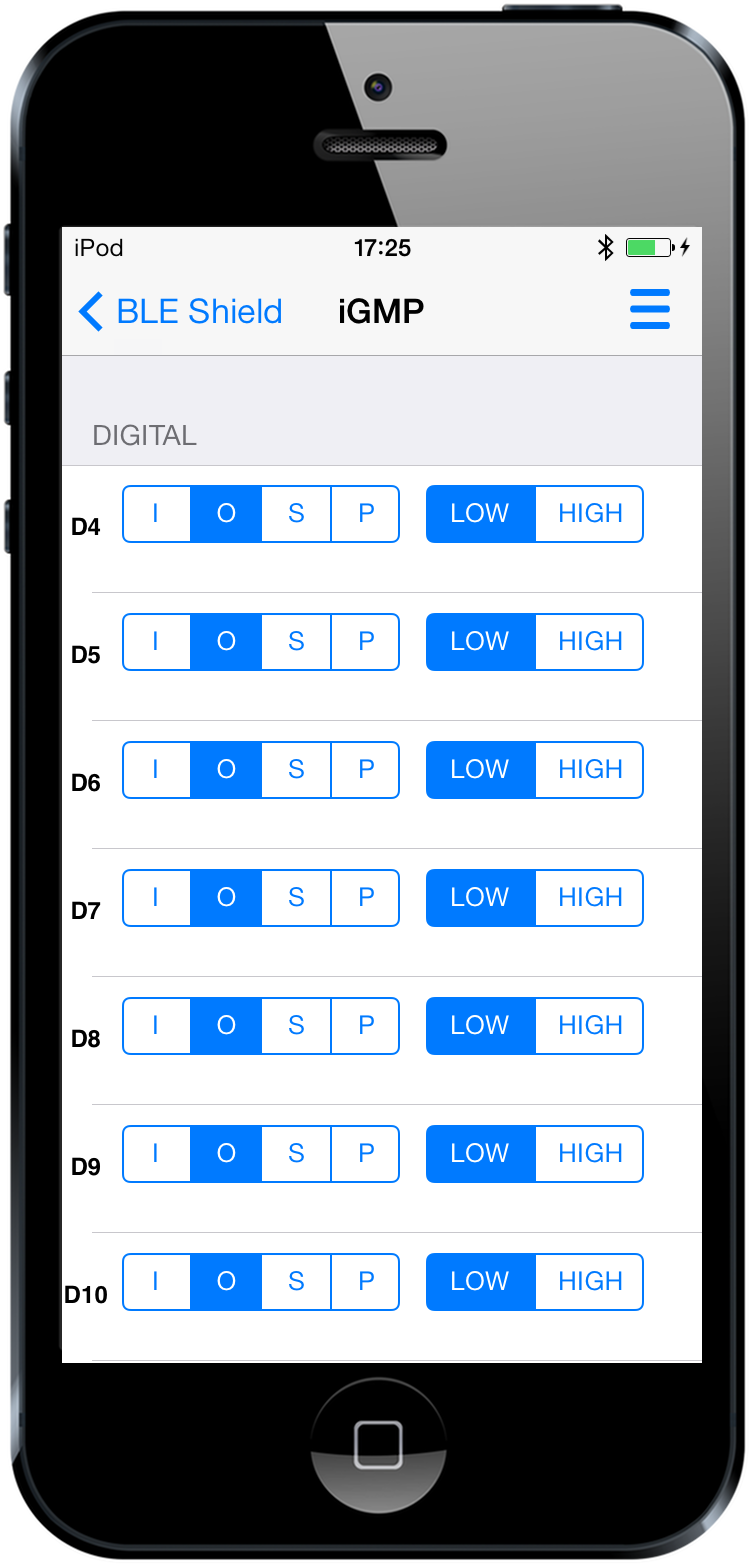 iPod 17:25
BLE Shield iGMP
DIGITAL
D4 I O S P LOW HIGH
D5 I O S P LOW HIGH
D6 I O S P LOW HIGH
D7 I O S P LOW HIGH
D8 I O S P LOW HIGH
D9 I O S P LOW HIGH
D10 I O S P LOW HIGH